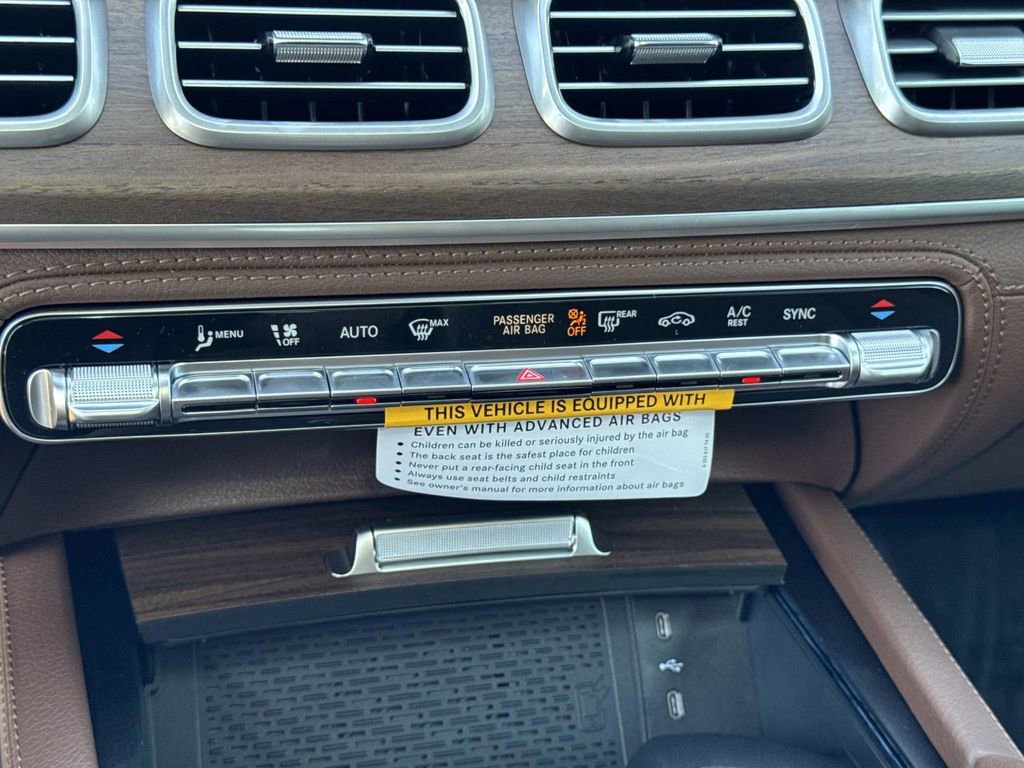 MENU
OFF
AUTO
MAX
PASSENGER
AIR BAG
OFF
REAR
A/C
REST
SYNC
THIS VEHICLE IS EQUIPPED WITH
EVEN WITH ADVANCED AIR BAGS
• Children can be killed or seriously injured by the air bag
• The back seat is the safest place for children
• Never put a rear-facing child seat in the front
• Always use seat belts and child restraints
• See owner's manual for more information about air bags